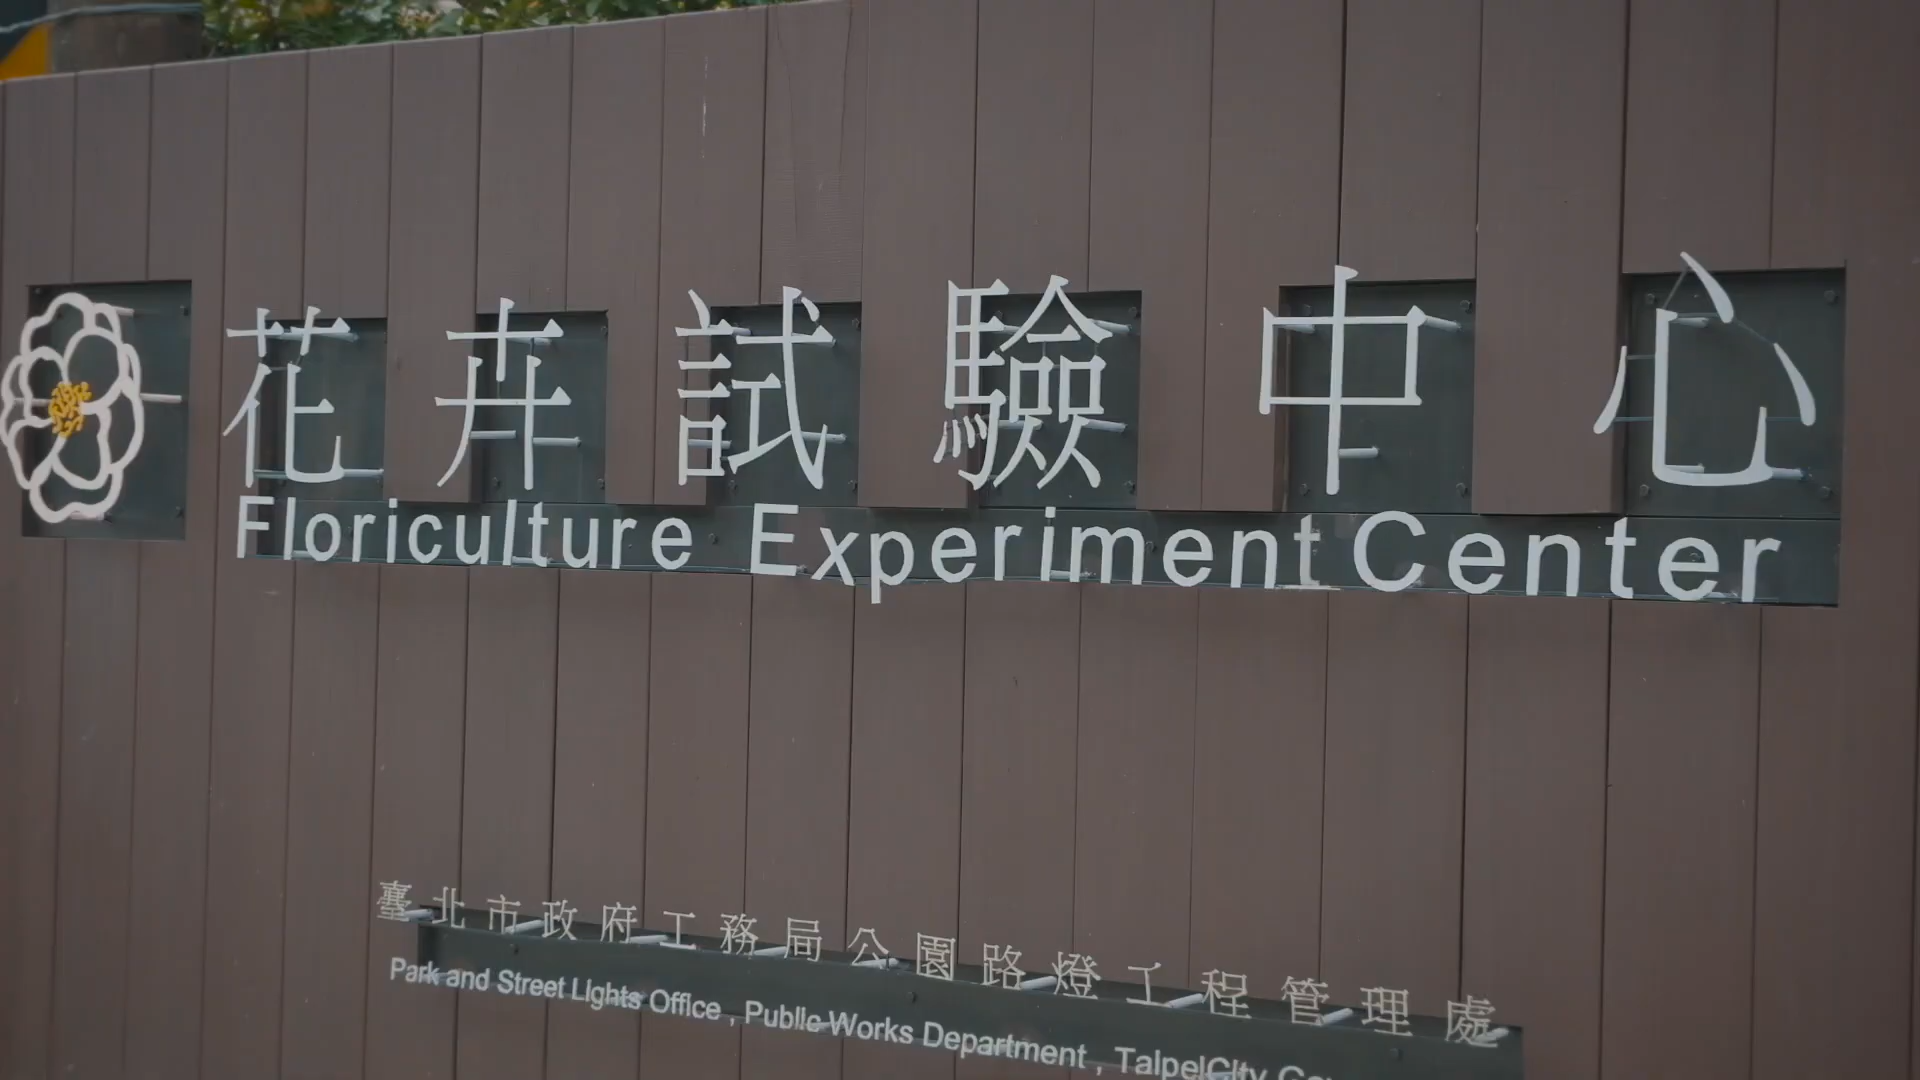 花卉試驗中心
Floriculture Experiment Center
臺北市政府工務局公園路燈工程管理處
Park and Street Lights Office , Public Works Department , Taipei City